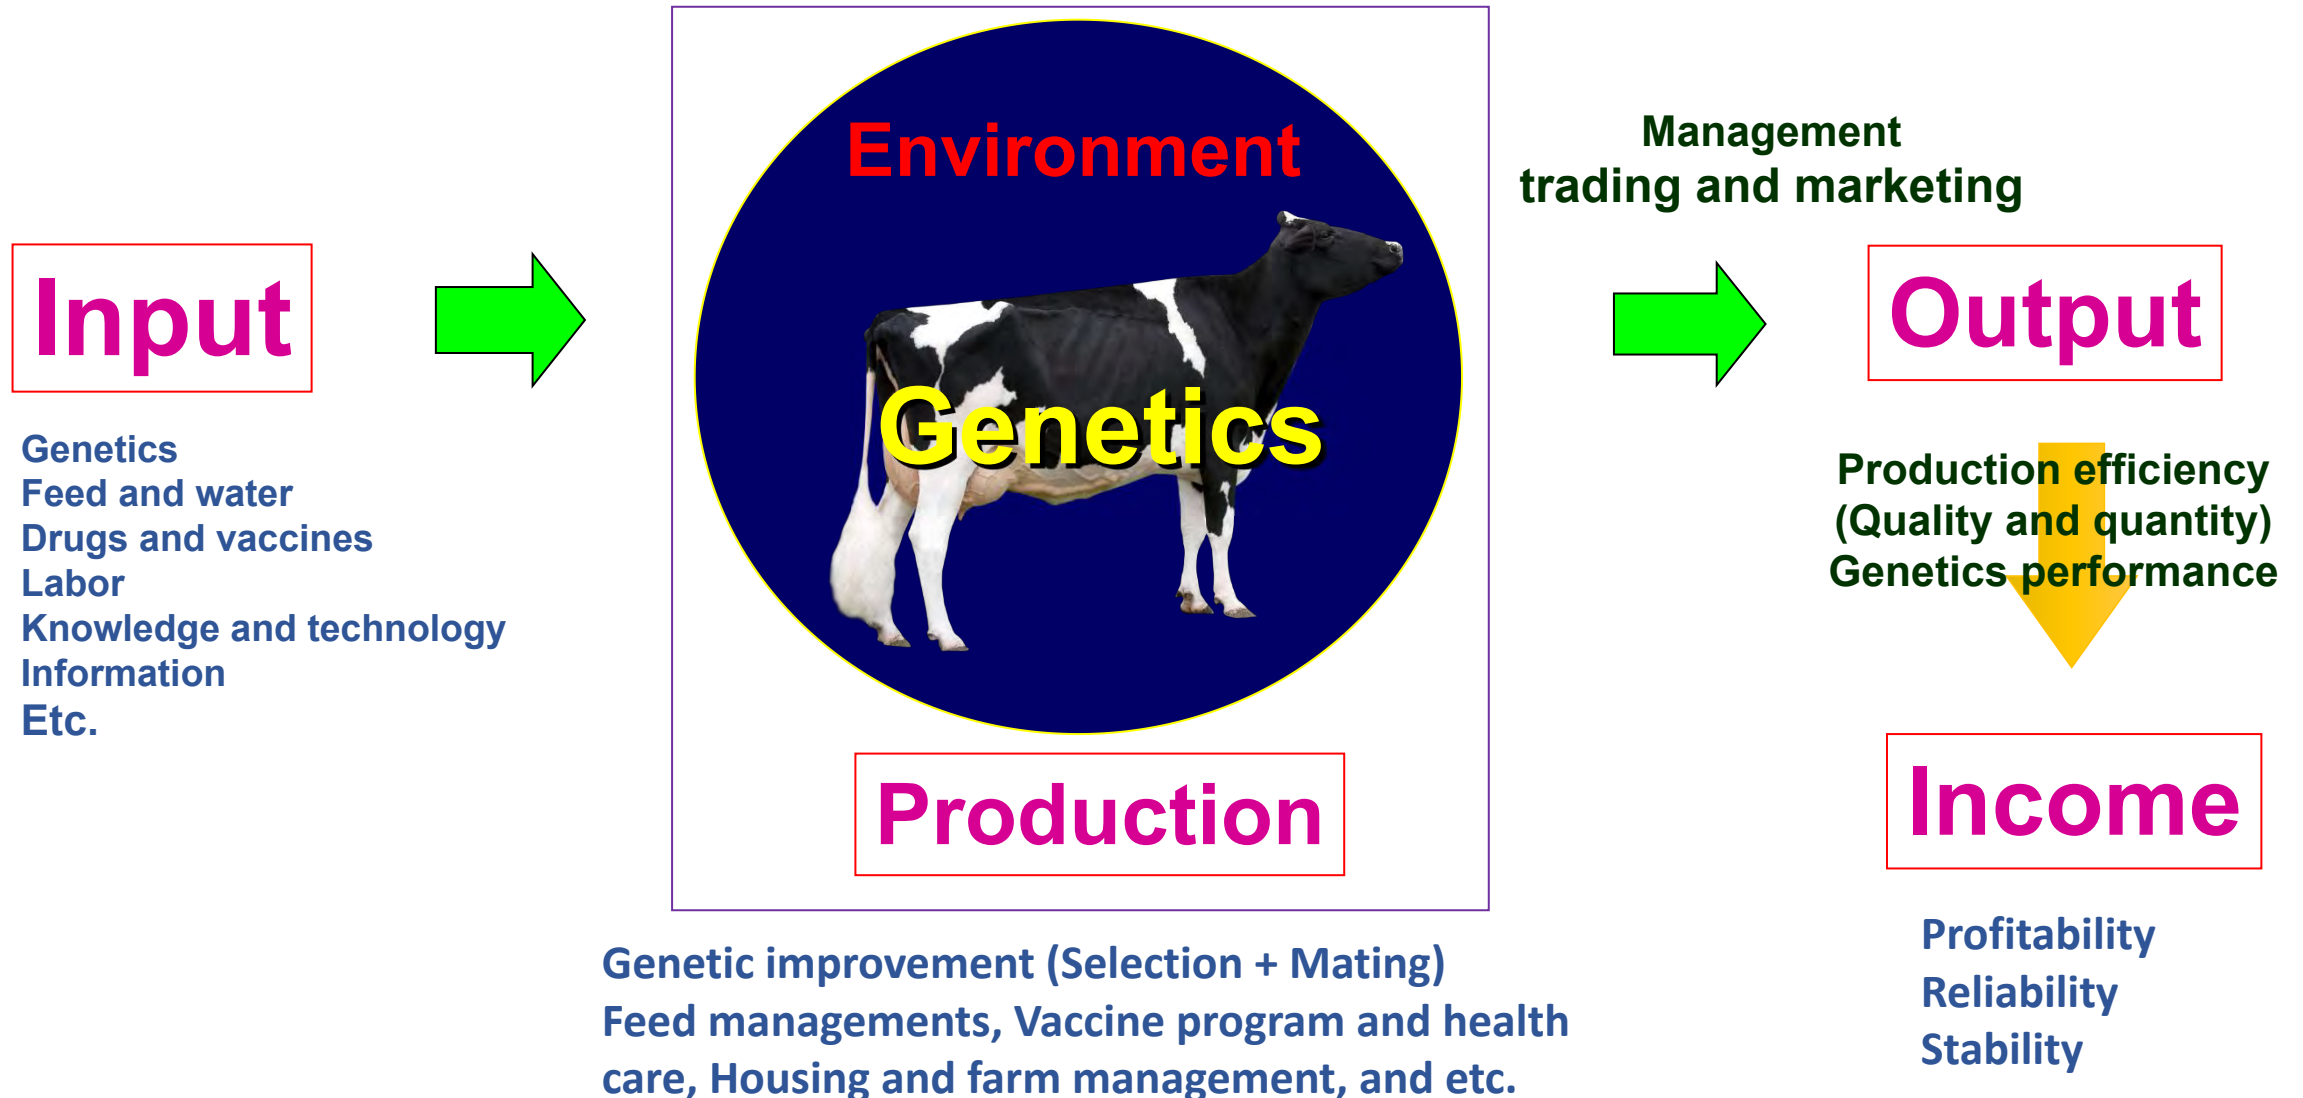 Input
Genetics
Feed and water
Drugs and vaccines
Labor
Knowledge and technology
Information
Etc.
Environment
Genetics
Production
Genetic improvement (Selection + Mating)
Feed managements, Vaccine program and health
care, Housing and farm management, and etc.
Management
trading and marketing
Output
Production efficiency
(Quality and quantity)
Genetics performance
Income
Profitability
Reliability
Stability